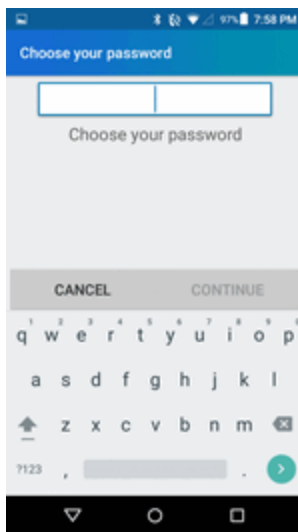 97% 7:58 PM
Choose your password
Choose your password
CANCEL CONTINUE
1 2 3 4 5 6 7 8 9 0
q w e r t y u i o p
a s d f g h j k l
z x c v b n m
?123 , .